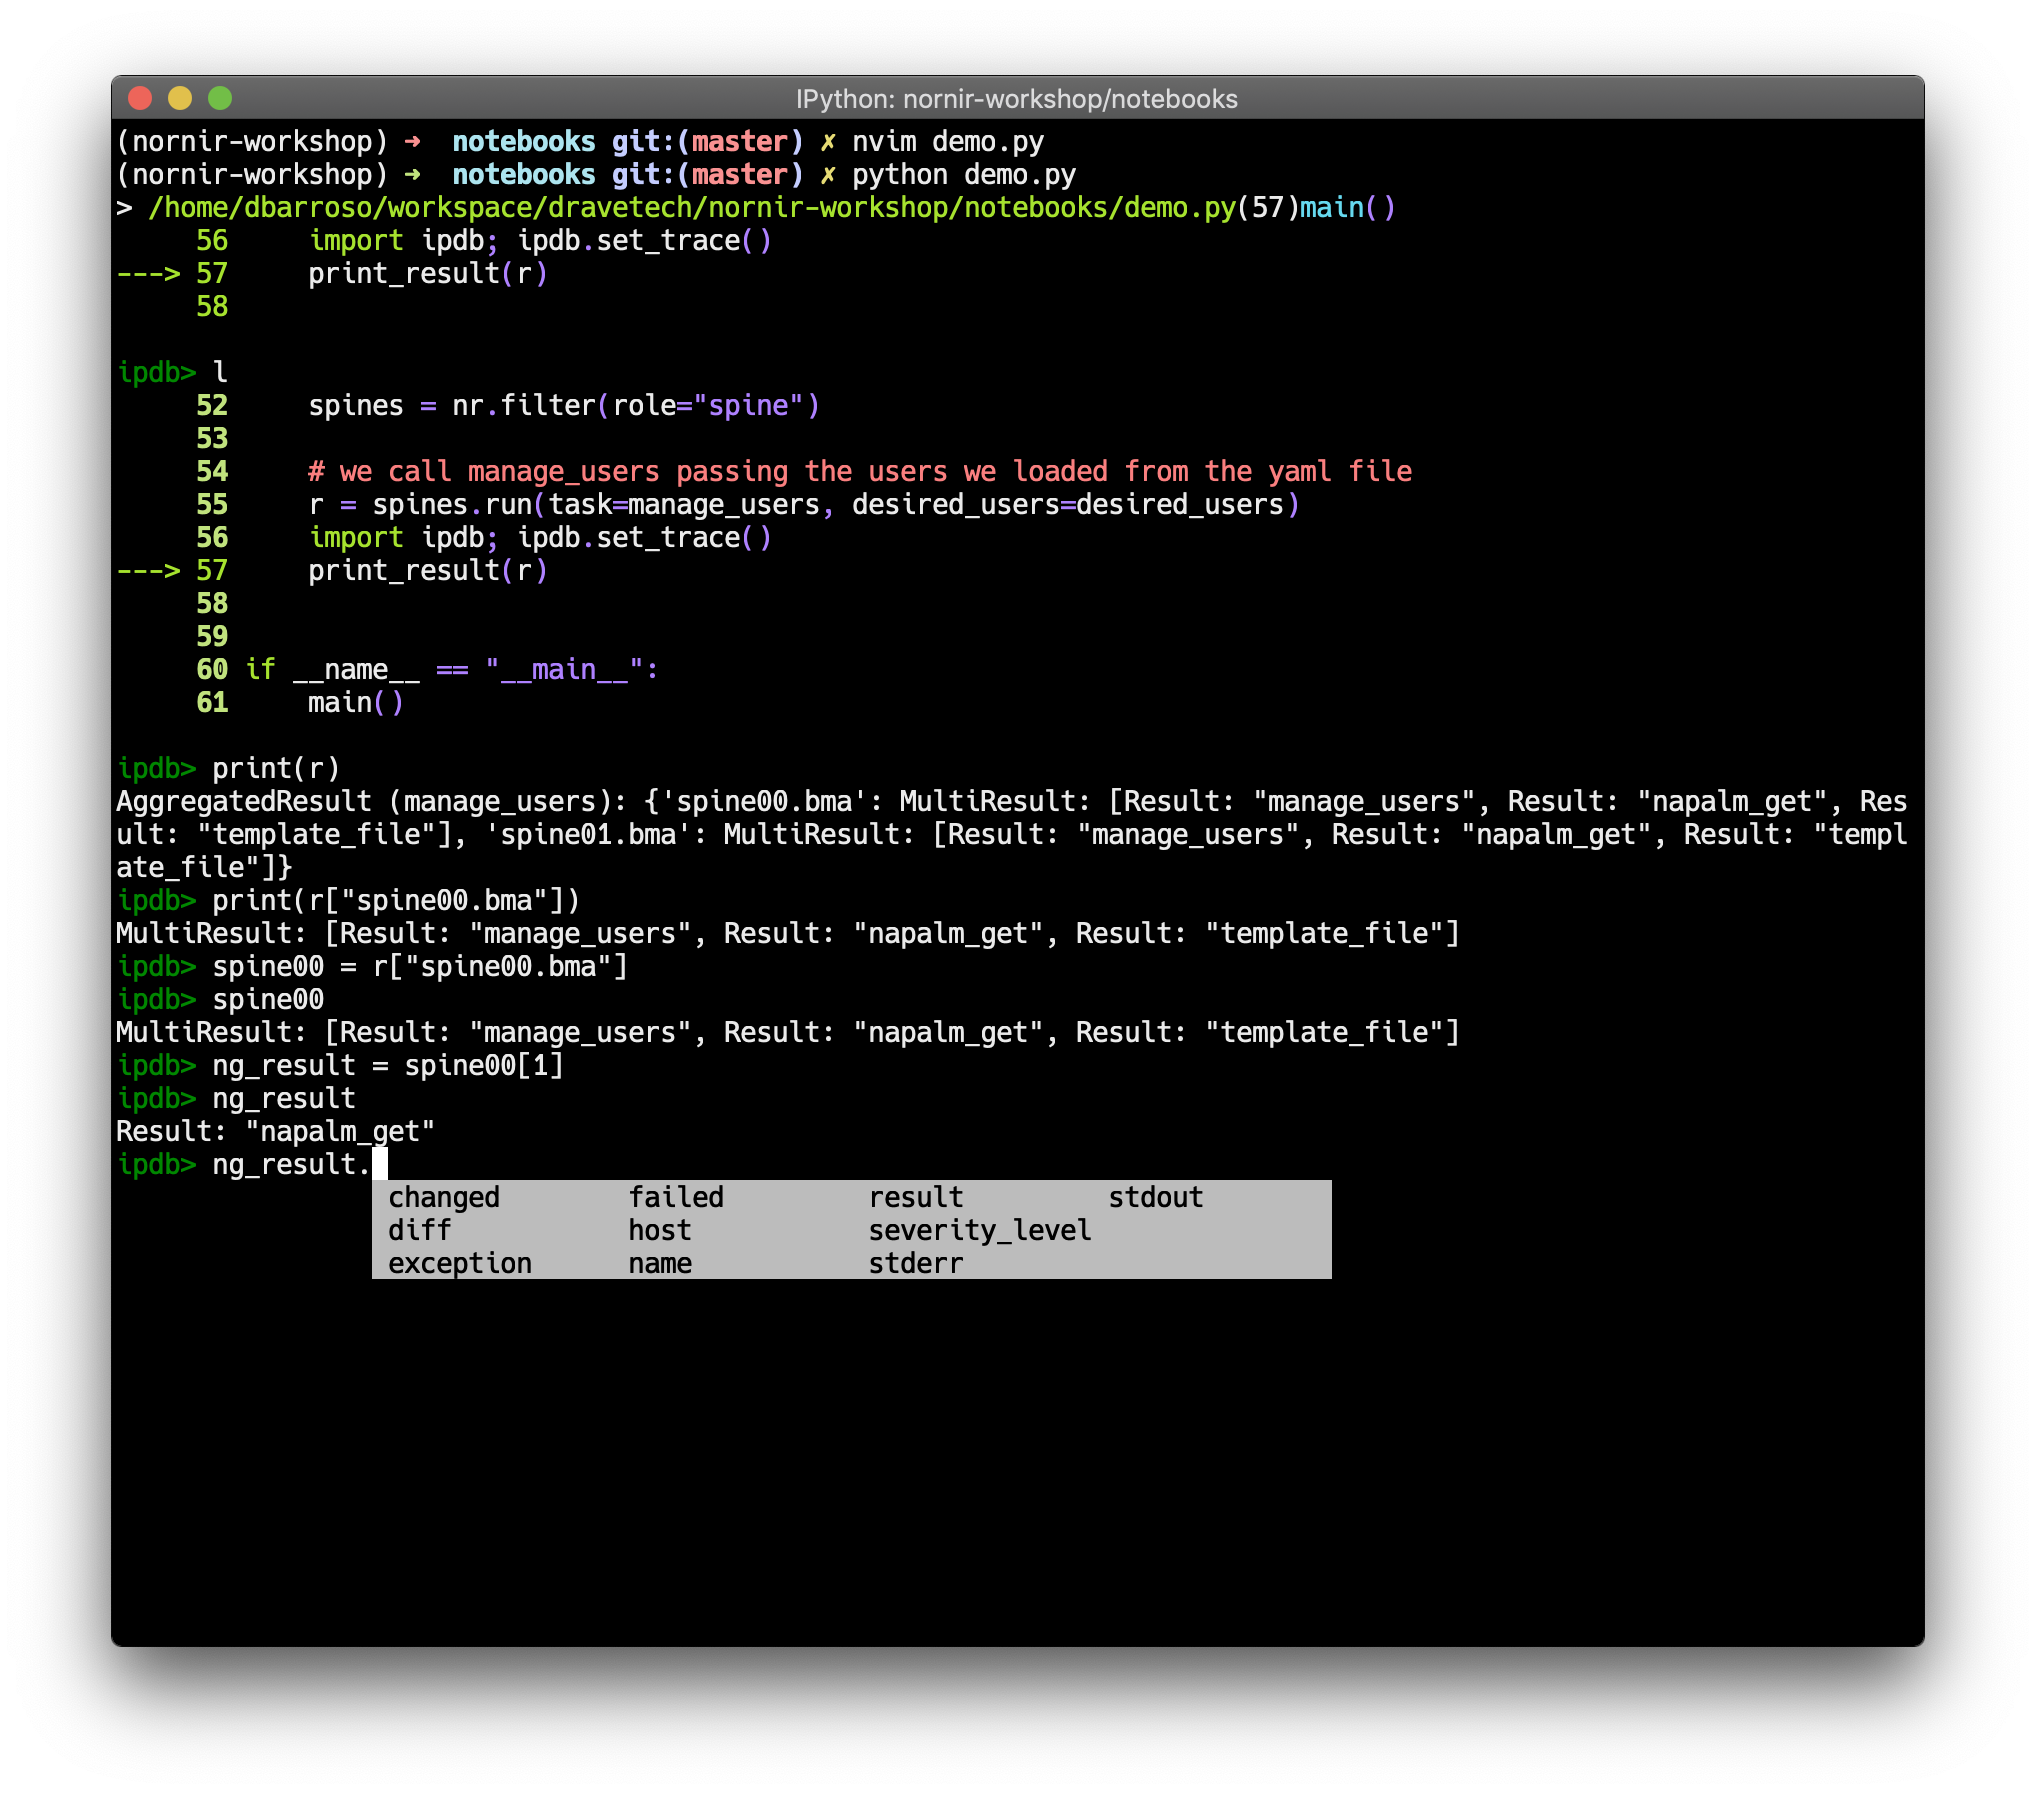 IPython: nornir-workshop/notebooks
(nornir-workshop) ➜  notebooks git:(master) ✗ nvim demo.py
(nornir-workshop) ➜  notebooks git:(master) ✗ python demo.py
> /home/dbarroso/workspace/dravetech/nornir-workshop/notebooks/demo.py(57)main()
     56     import ipdb; ipdb.set_trace()
---> 57     print_result(r)
     58
ipdb> l
     52     spines = nr.filter(role="spine")
     53
     54     # we call manage_users passing the users we loaded from the yaml file
     55     r = spines.run(task=manage_users, desired_users=desired_users)
     56     import ipdb; ipdb.set_trace()
---> 57     print_result(r)
     58
     59
     60 if __name__ == "__main__":
     61     main()
ipdb> print(r)
AggregatedResult (manage_users): {'spine00.bma': MultiResult: [Result: "manage_users", Result: "napalm_get", Res
ult: "template_file"], 'spine01.bma': MultiResult: [Result: "manage_users", Result: "napalm_get", Result: "templ
ate_file"]}
ipdb> print(r["spine00.bma"])
MultiResult: [Result: "manage_users", Result: "napalm_get", Result: "template_file"]
ipdb> spine00 = r["spine00.bma"]
ipdb> spine00
MultiResult: [Result: "manage_users", Result: "napalm_get", Result: "template_file"]
ipdb> ng_result = spine00[1]
ipdb> ng_result
Result: "napalm_get"
ipdb> ng_result.
changed        failed         result         stdout
diff           host           severity_level
exception      name           stderr